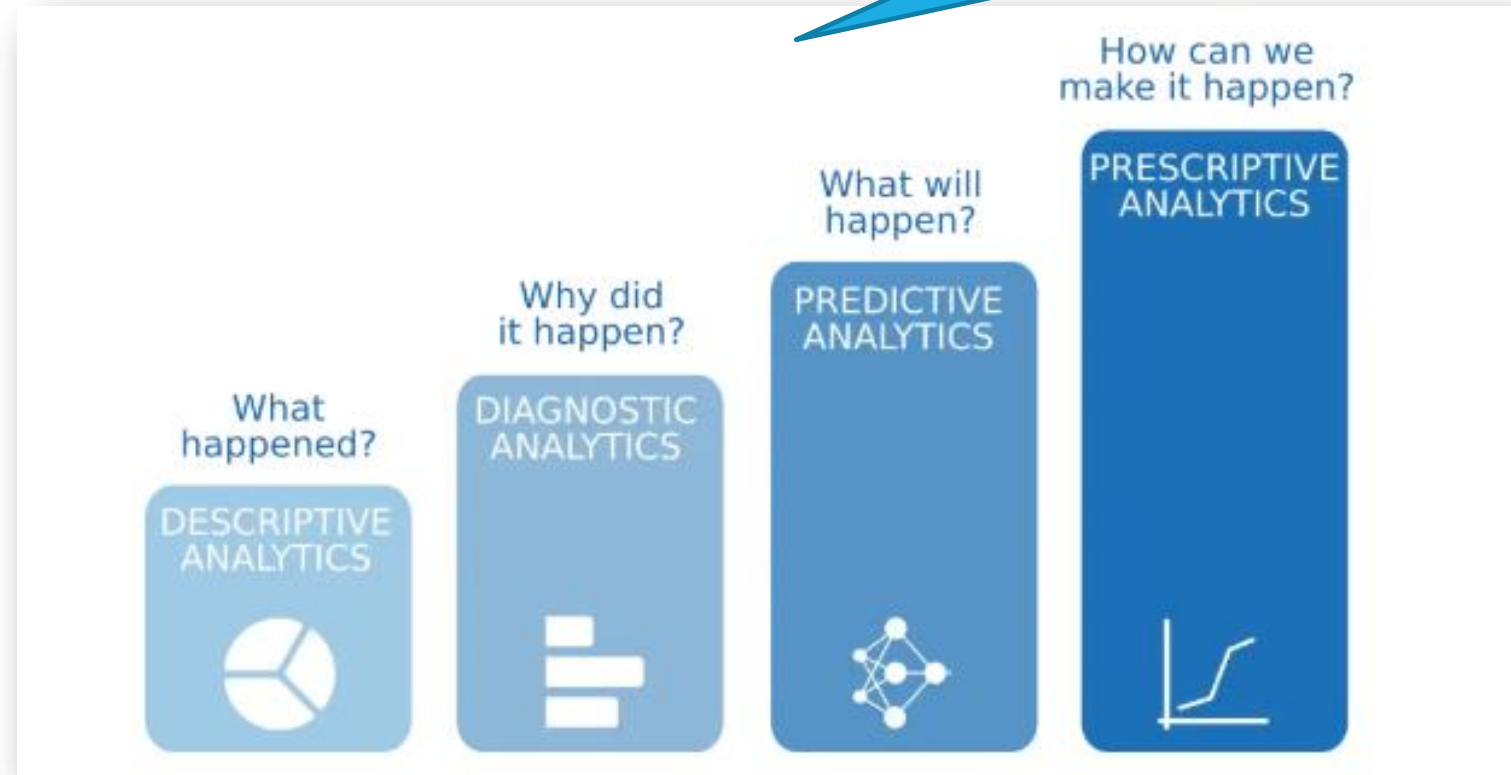 What
happened?
DESCRIPTIVE
ANALYTICS
Why did
it happen?
DIAGNOSTIC
ANALYTICS
What will
happen?
PREDICTIVE
ANALYTICS
How can we
make it happen?
PRESCRIPTIVE
ANALYTICS